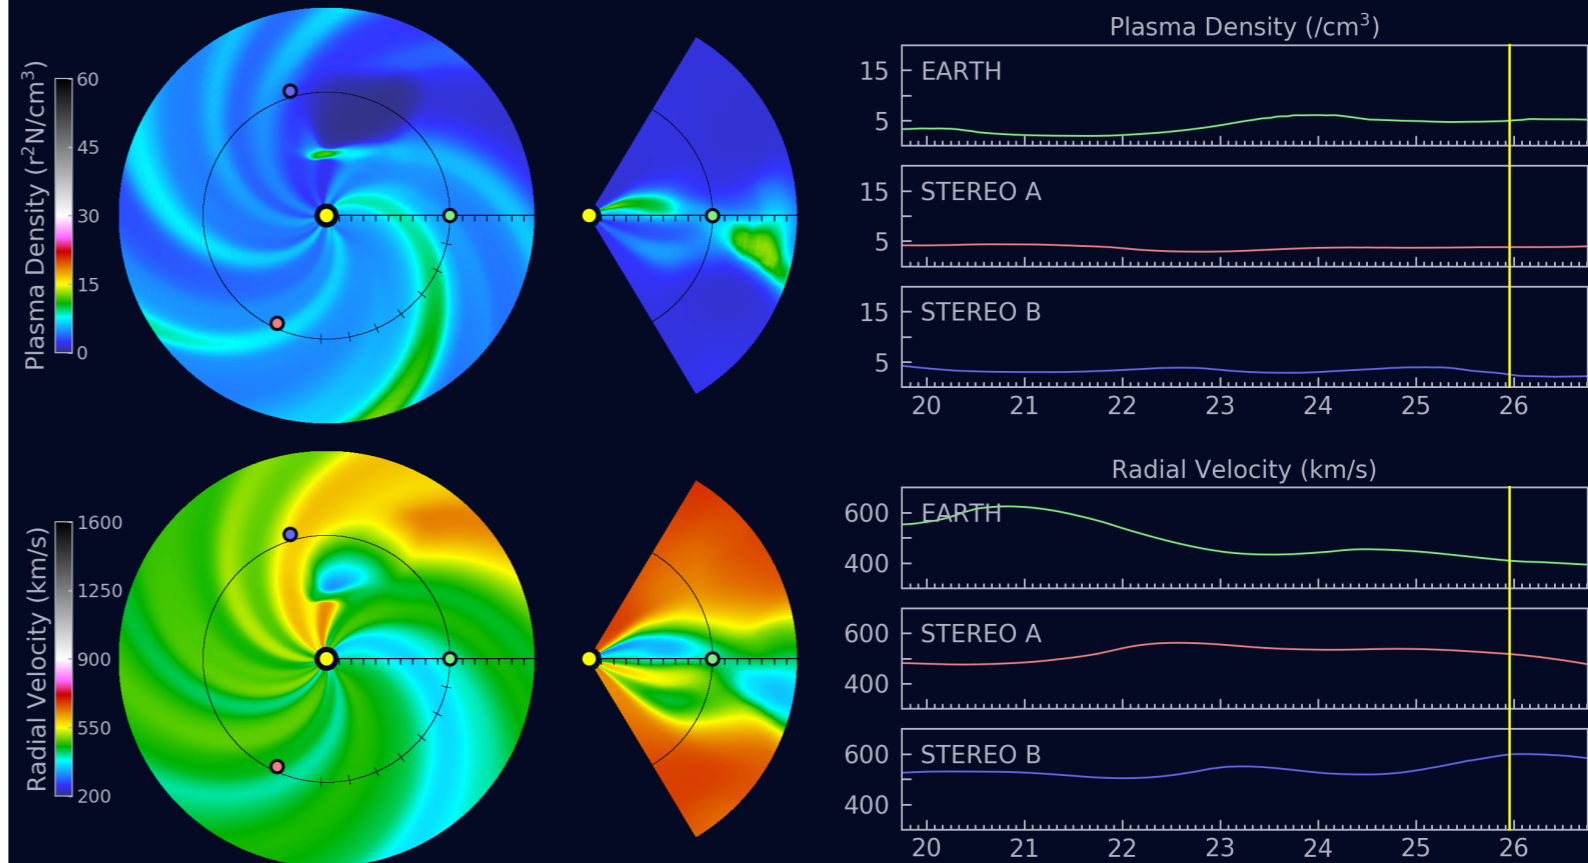 Plasma Density (r²N/cm³)
60
45
30
15
0
Plasma Density (/cm³)
15
5
EARTH
15
5
STEREO A
15
5
STEREO B
20 21 22 23 24 25 26
Radial Velocity (km/s)
1600
1250
900
550
200
Radial Velocity (km/s)
600
400
EARTH
600
400
STEREO A
600
400
STEREO B
20 21 22 23 24 25 26